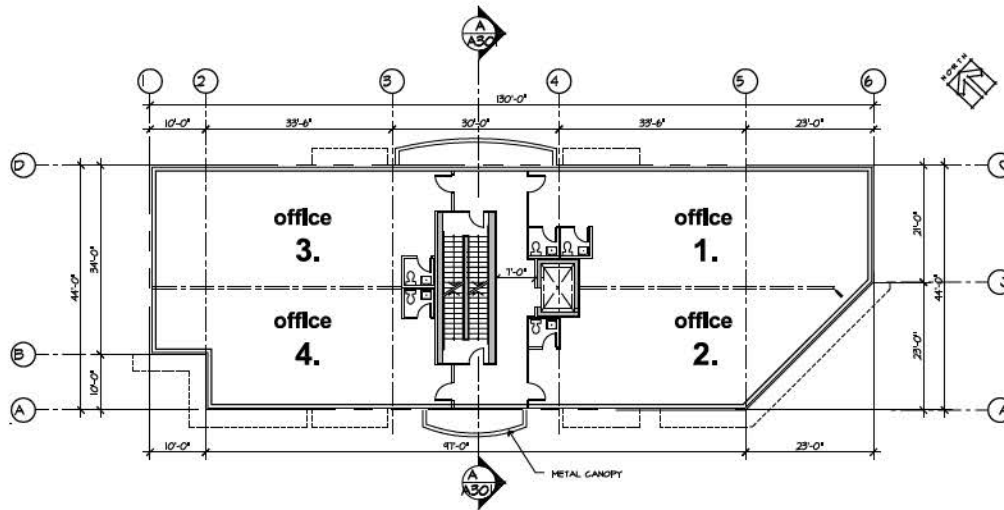 A
A301
NORTH
1 2 3 4 5 6
130'-0"
10'-0" 33'-6" 30'-0" 33'-6" 23'-0"
D
office
3.
office
1.
44'-0"
34'-0"
7'-0"
21'-0"
44'-0"
office
4.
office
2.
B
10'-0"
23'-0"
A
10'-0" 97'-0" 23'-0"
A
A301
METAL CANOPY